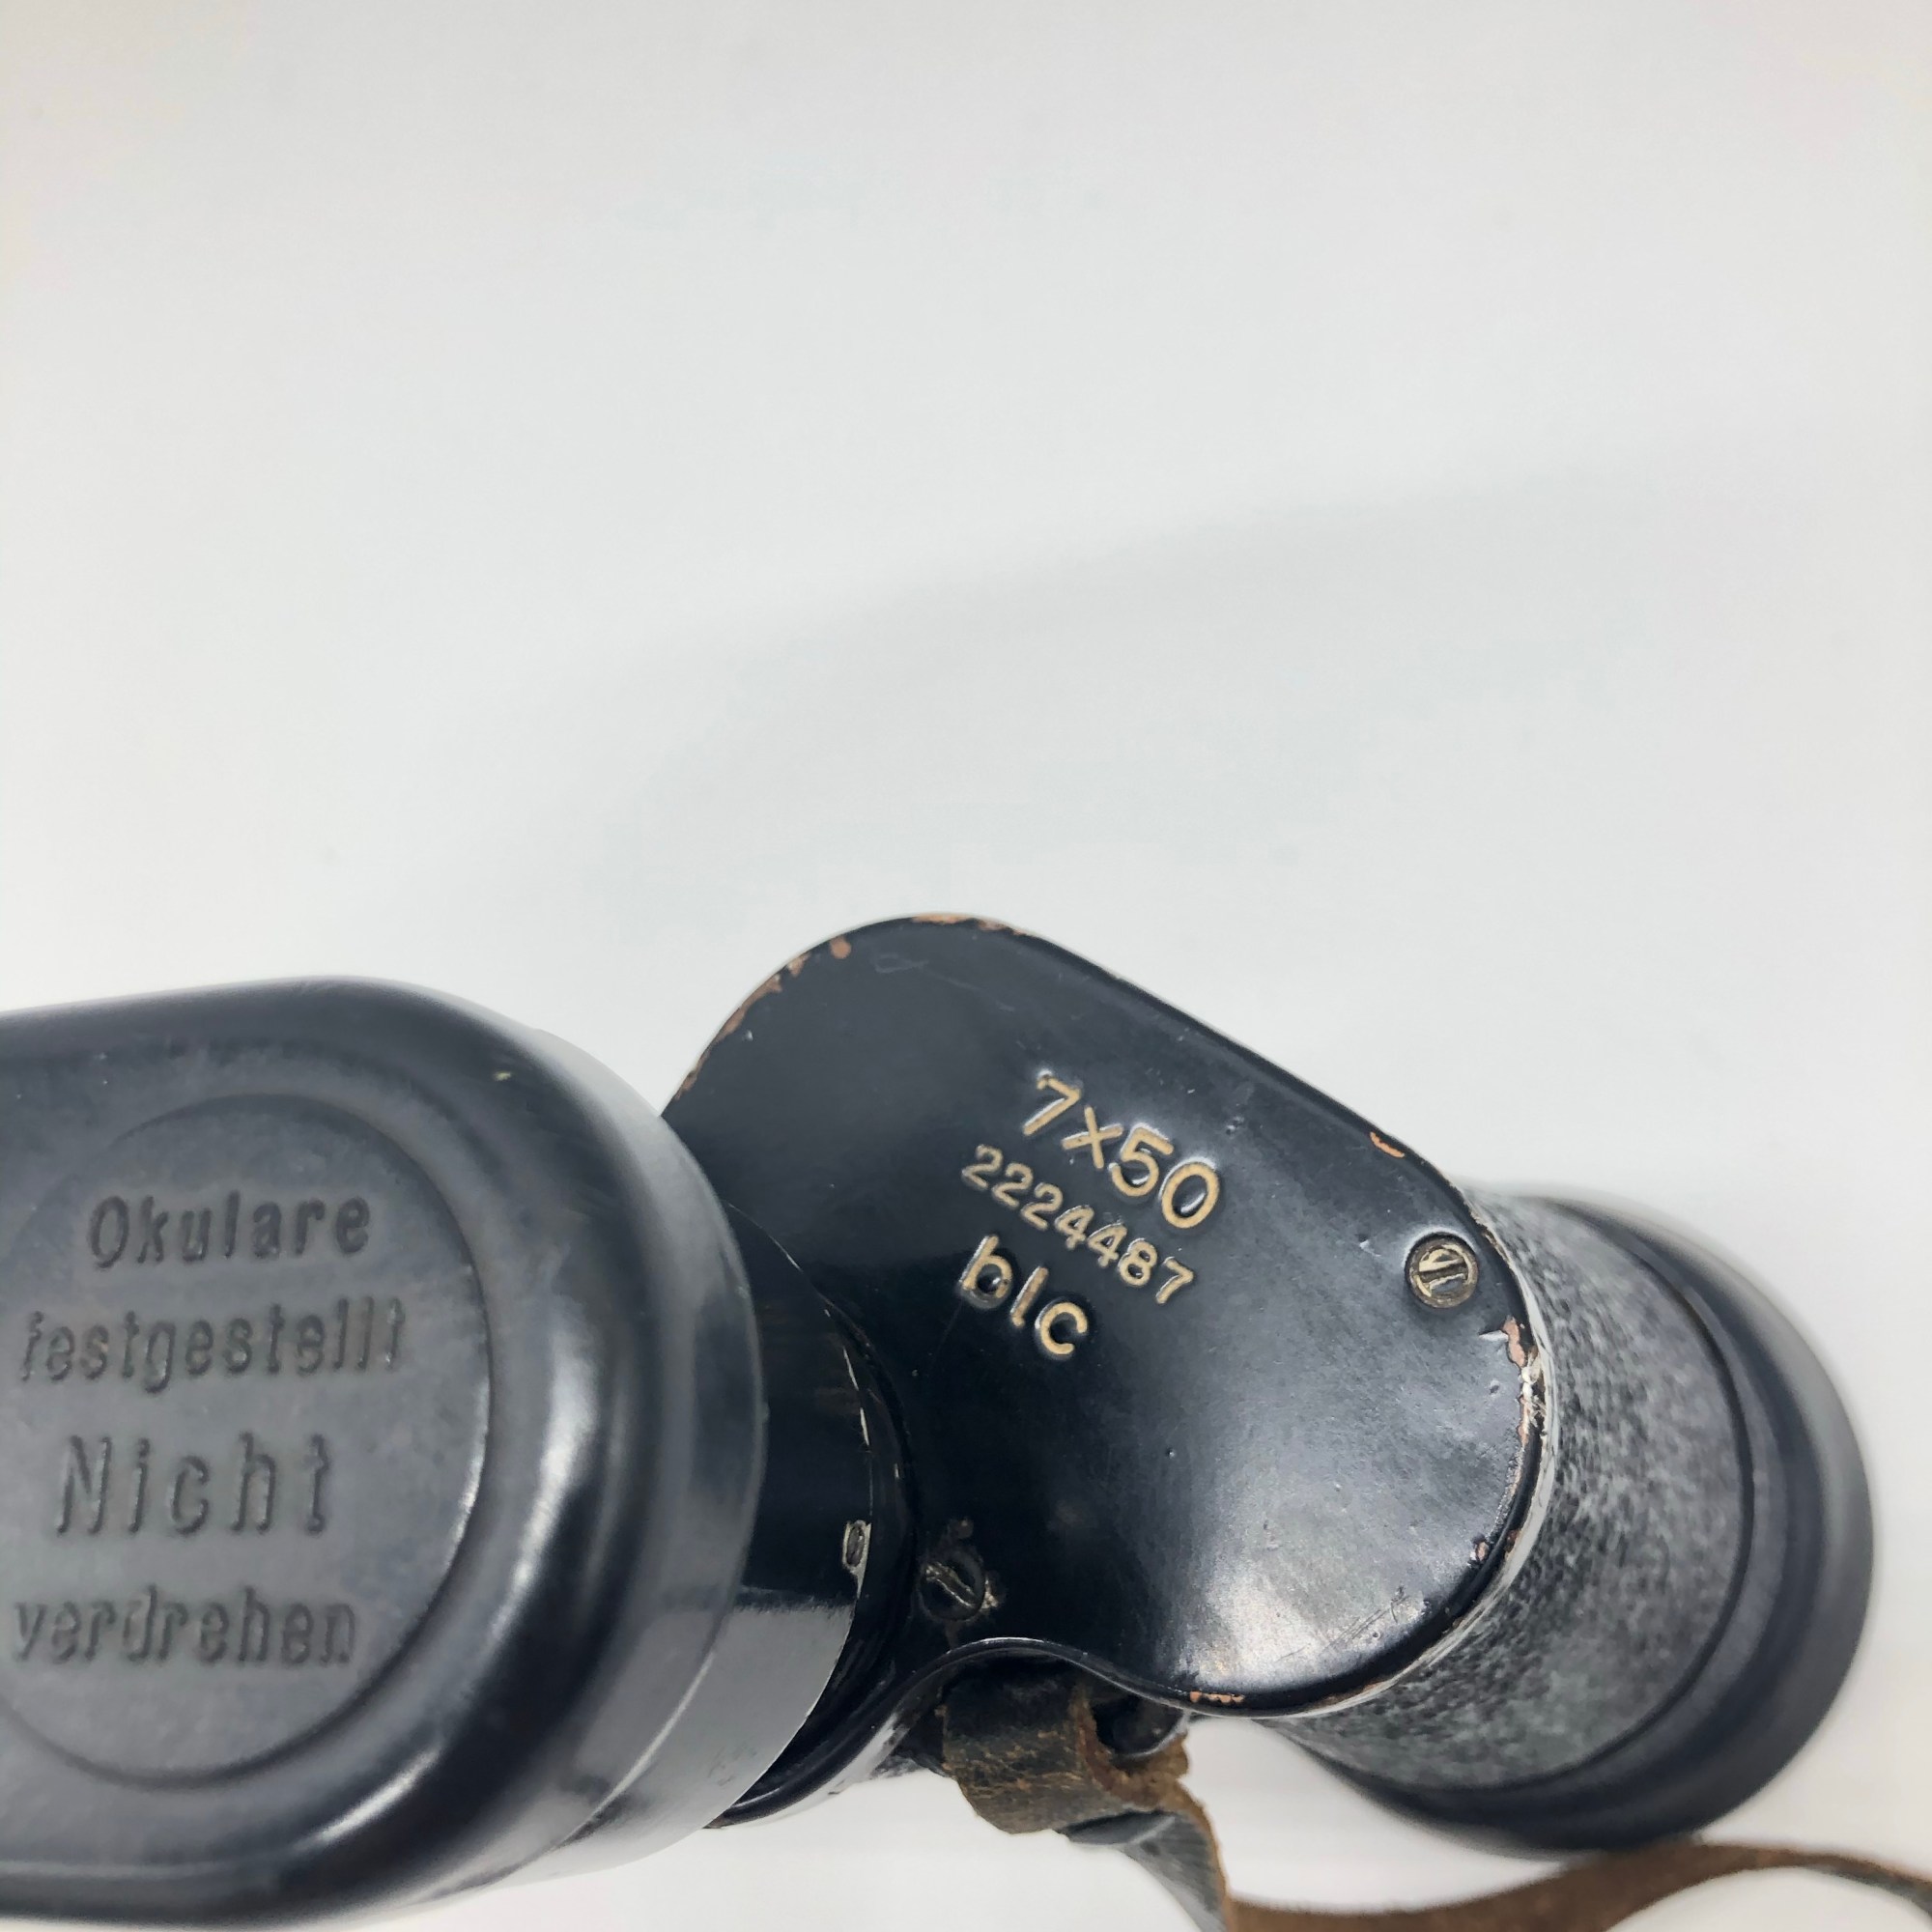 Okulare
festgestellt
Nicht
verdrehen
7x50
2224487
blc